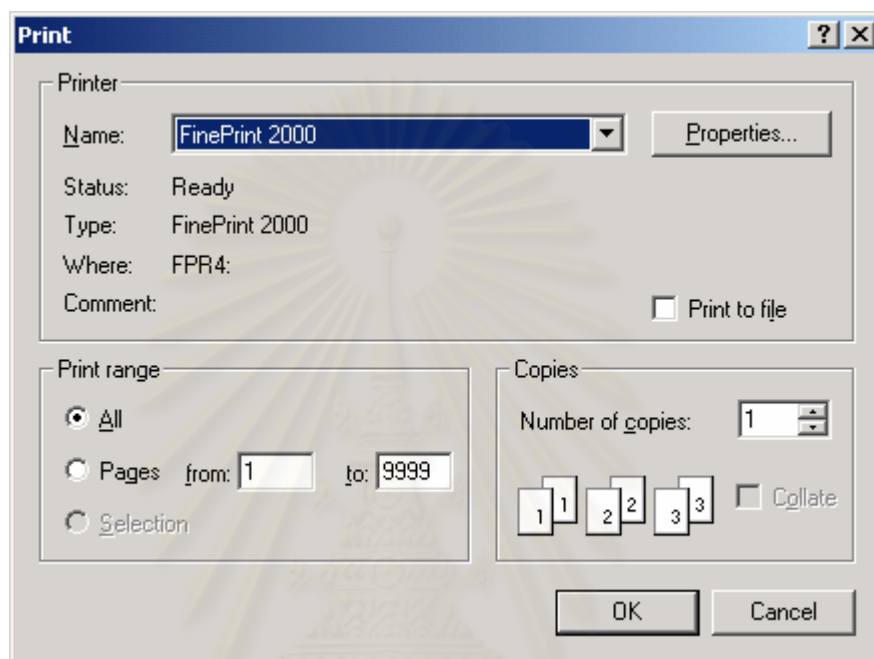 Print
Printer
Name: FinePrint 2000 Properties...
Status: Ready
Type: FinePrint 2000
Where: FPR4:
Comment: Print to file
Print range
All
Pages from: 1 to: 9999
Selection
Copies
Number of copies: 1
1 1 2 2 3 3 Collate
OK Cancel